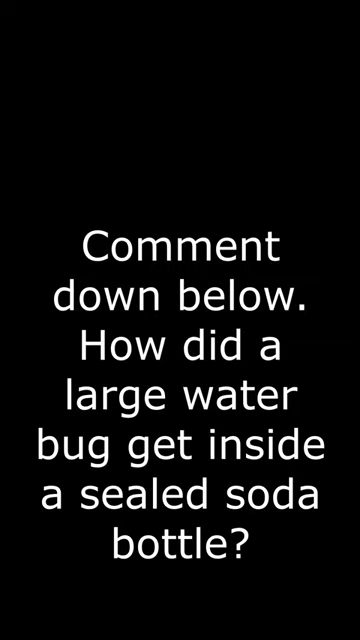 Comment
down below.
How did a
large water
bug get inside
a sealed soda
bottle?